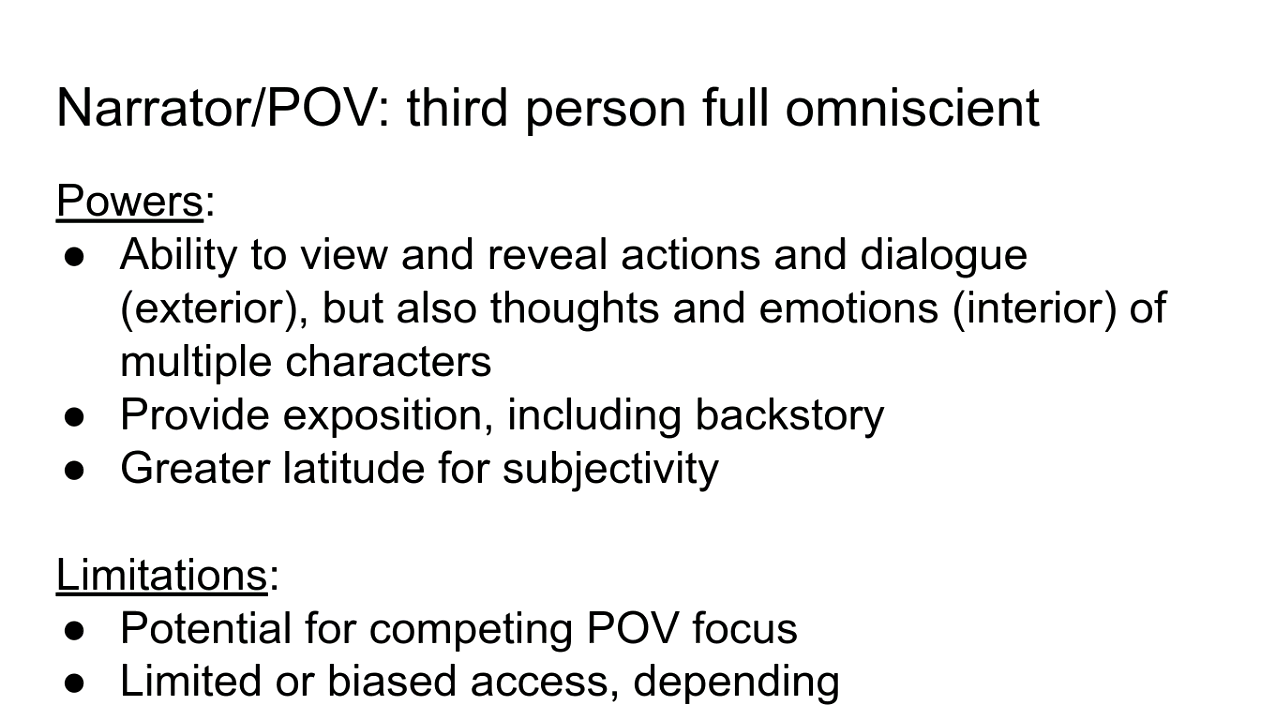 Narrator/POV: third person full omniscient
Powers:
● Ability to view and reveal actions and dialogue
(exterior), but also thoughts and emotions (interior) of
multiple characters
● Provide exposition, including backstory
● Greater latitude for subjectivity
Limitations:
● Potential for competing POV focus
● Limited or biased access, depending